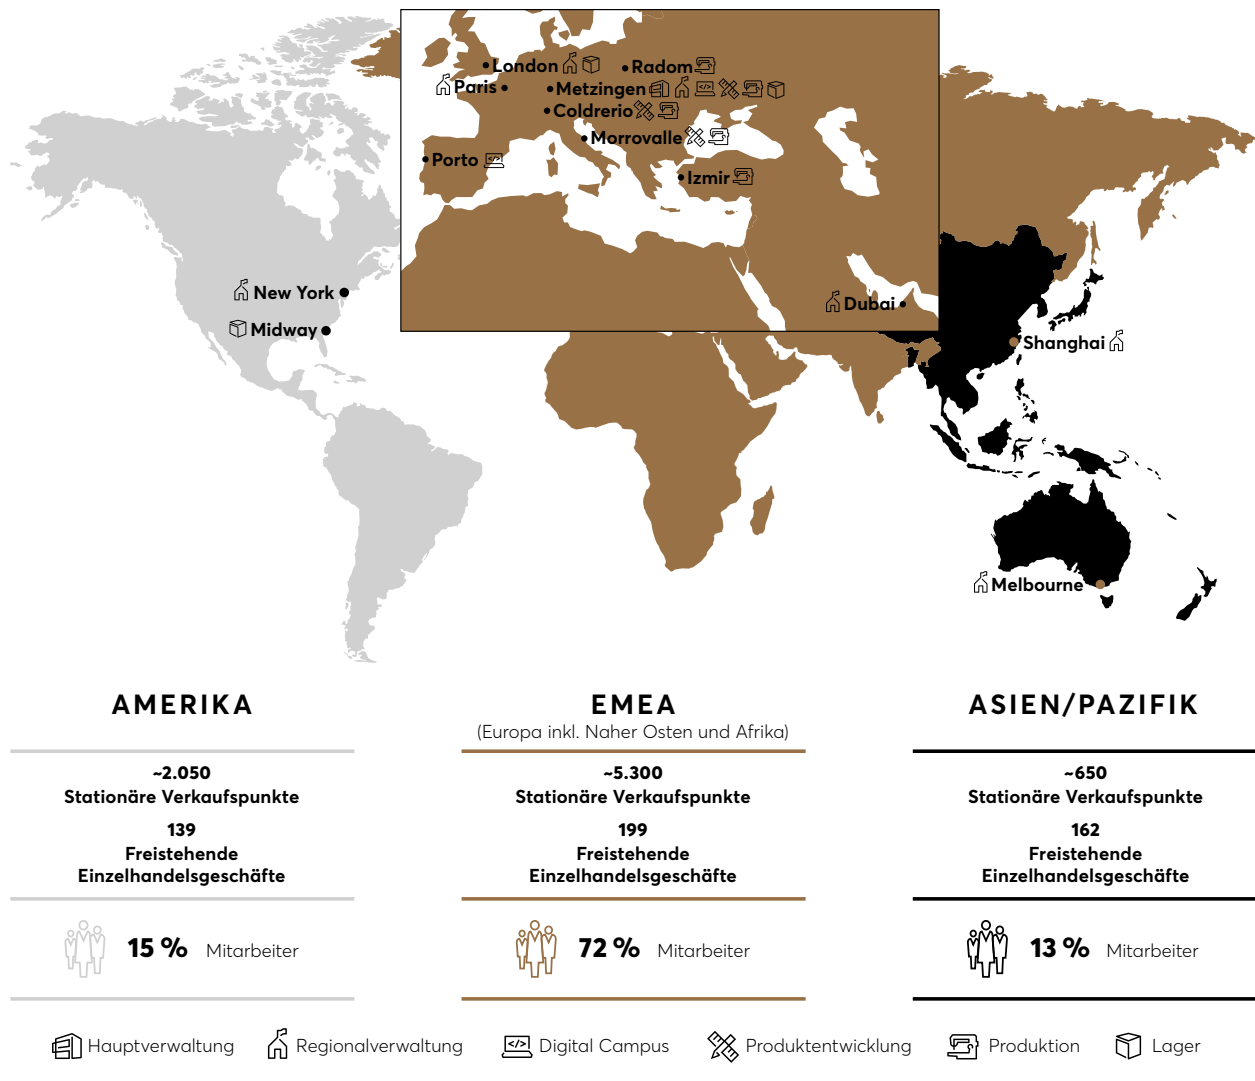 London
Radom
Paris
Metzingen
Coldrerio
Morrovalle
Porto
Izmir
New York
Dubai
Midway
Shanghai
Melbourne
AMERIKA
~2.050
Stationäre Verkaufspunkte
139
Freistehende
Einzelhandelsgeschäfte
15 % Mitarbeiter
EMEA
(Europa inkl. Naher Osten und Afrika)
~5.300
Stationäre Verkaufspunkte
199
Freistehende
Einzelhandelsgeschäfte
72 % Mitarbeiter
ASIEN/PAZIFIK
~650
Stationäre Verkaufspunkte
162
Freistehende
Einzelhandelsgeschäfte
13 % Mitarbeiter
Hauptverwaltung Regionalverwaltung Digital Campus Produktentwicklung Produktion Lager